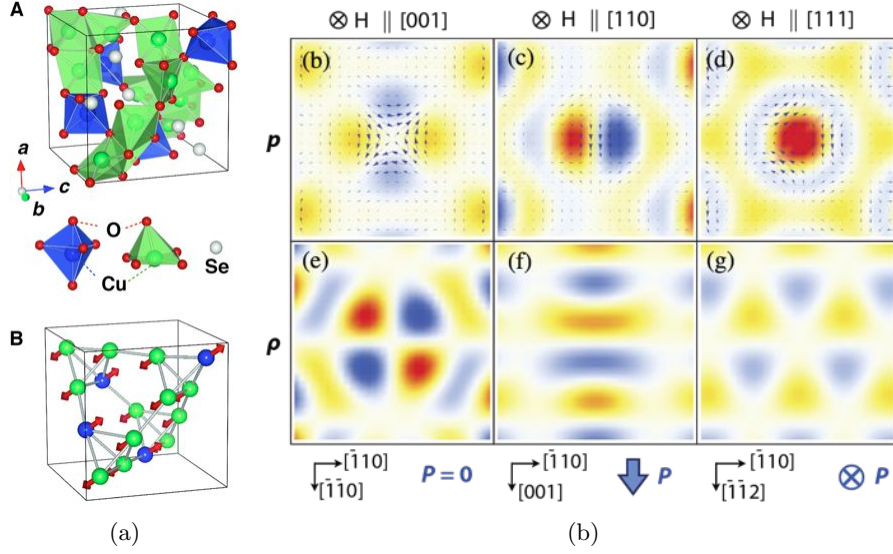 A
a
c
b
O
Cu
Se
B
(a)
⊗ H || [001]
⊗ H || [110]
⊗ H || [111]
p
(b)
(c)
(d)
ρ
(e)
(f)
(g)
[1̄10]
[1̄1̄0]
P = 0
[1̄10]
[001]
P
[1̄10]
[1̄1̄2]
⊗ P
(b)